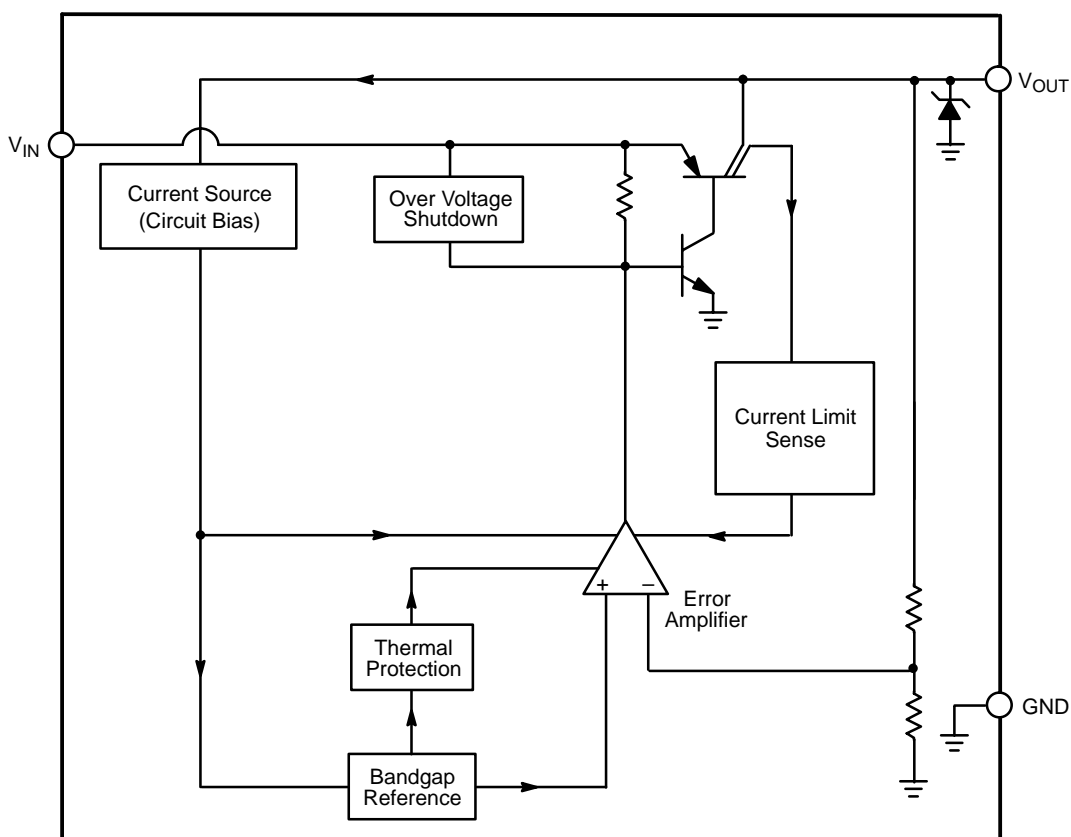 VOUT
VIN
Current Source
(Circuit Bias)
Over Voltage
Shutdown
Current Limit
Sense
+ −
Error
Amplifier
Thermal
Protection
GND
Bandgap
Reference